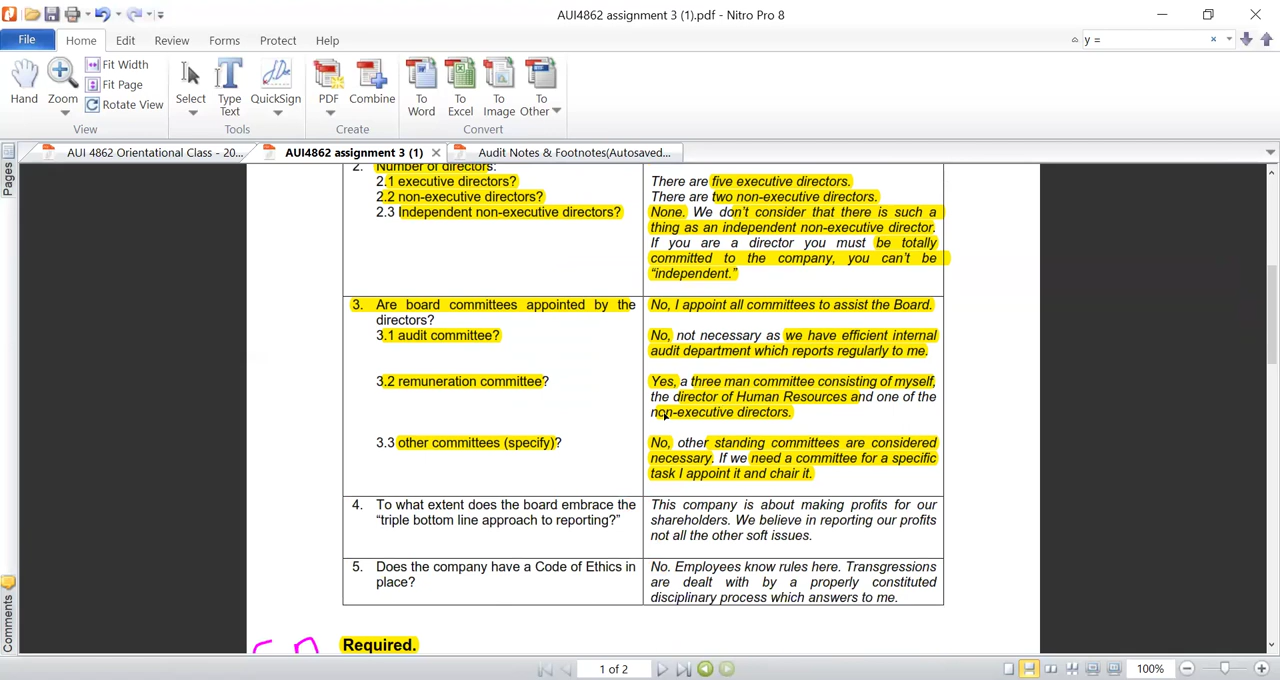 AUI4862 assignment 3 (1).pdf - Nitro Pro 8
File Home Edit Review Forms Protect Help
y =
Hand
Zoom
Fit Width
Fit Page
Rotate View
View
Select
Type
Text
QuickSign
Tools
PDF
Combine
Create
To
Word
To
Excel
To
Image
To
Other
Convert
Pages
AUI 4862 Orientational Class - 20...
AUI4862 assignment 3 (1)
Audit Notes & Footnotes(Autosaved...
2. Number of directors:
2.1 executive directors?
2.2 non-executive directors?
2.3 Independent non-executive directors?
There are five executive directors.
There are two non-executive directors.
None. We don't consider that there is such a
thing as an independent non-executive director.
If you are a director you must be totally
committed to the company, you can't be
“independent.”
3. Are board committees appointed by the
directors?
3.1 audit committee?
3.2 remuneration committee?
3.3 other committees (specify)?
No, I appoint all committees to assist the Board.
No, not necessary as we have efficient internal
audit department which reports regularly to me.
Yes, a three man committee consisting of myself,
the director of Human Resources and one of the
non-executive directors.
No, other standing committees are considered
necessary. If we need a committee for a specific
task I appoint it and chair it.
4. To what extent does the board embrace the
“triple bottom line approach to reporting?”
This company is about making profits for our
shareholders. We believe in reporting our profits
not all the other soft issues.
5. Does the company have a Code of Ethics in
place?
No. Employees know rules here. Transgressions
are dealt with by a properly constituted
disciplinary process which answers to me.
Required.
Comments
1 of 2
100%